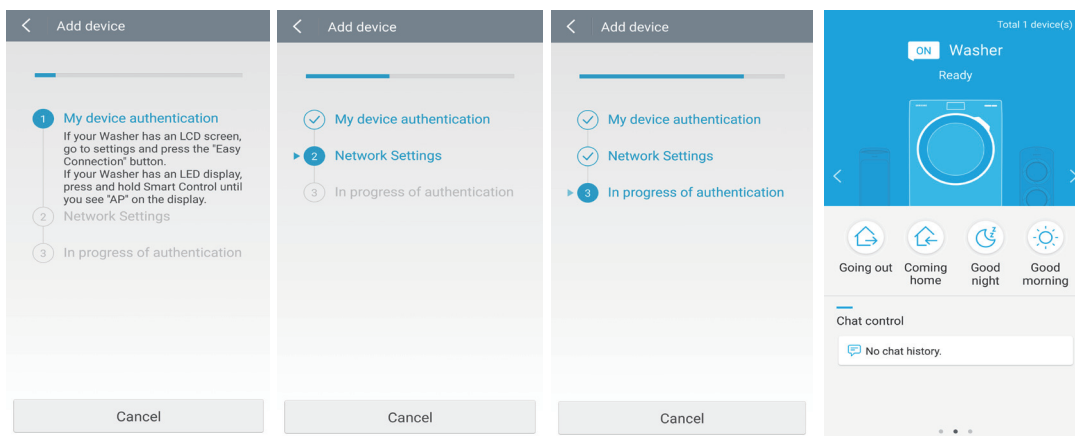 Add device
1
My device authentication
If your Washer has an LCD screen,
go to settings and press the "Easy
Connection" button.
If your Washer has an LED display,
press and hold Smart Control until
you see "AP" on the display.
2
Network Settings
3
In progress of authentication
Cancel
Add device
My device authentication
2
Network Settings
3
In progress of authentication
Cancel
Add device
My device authentication
Network Settings
3
In progress of authentication
Cancel
Total 1 device(s)
ON Washer
Ready
Going out
Coming
home
Good
night
Good
morning
Chat control
No chat history.